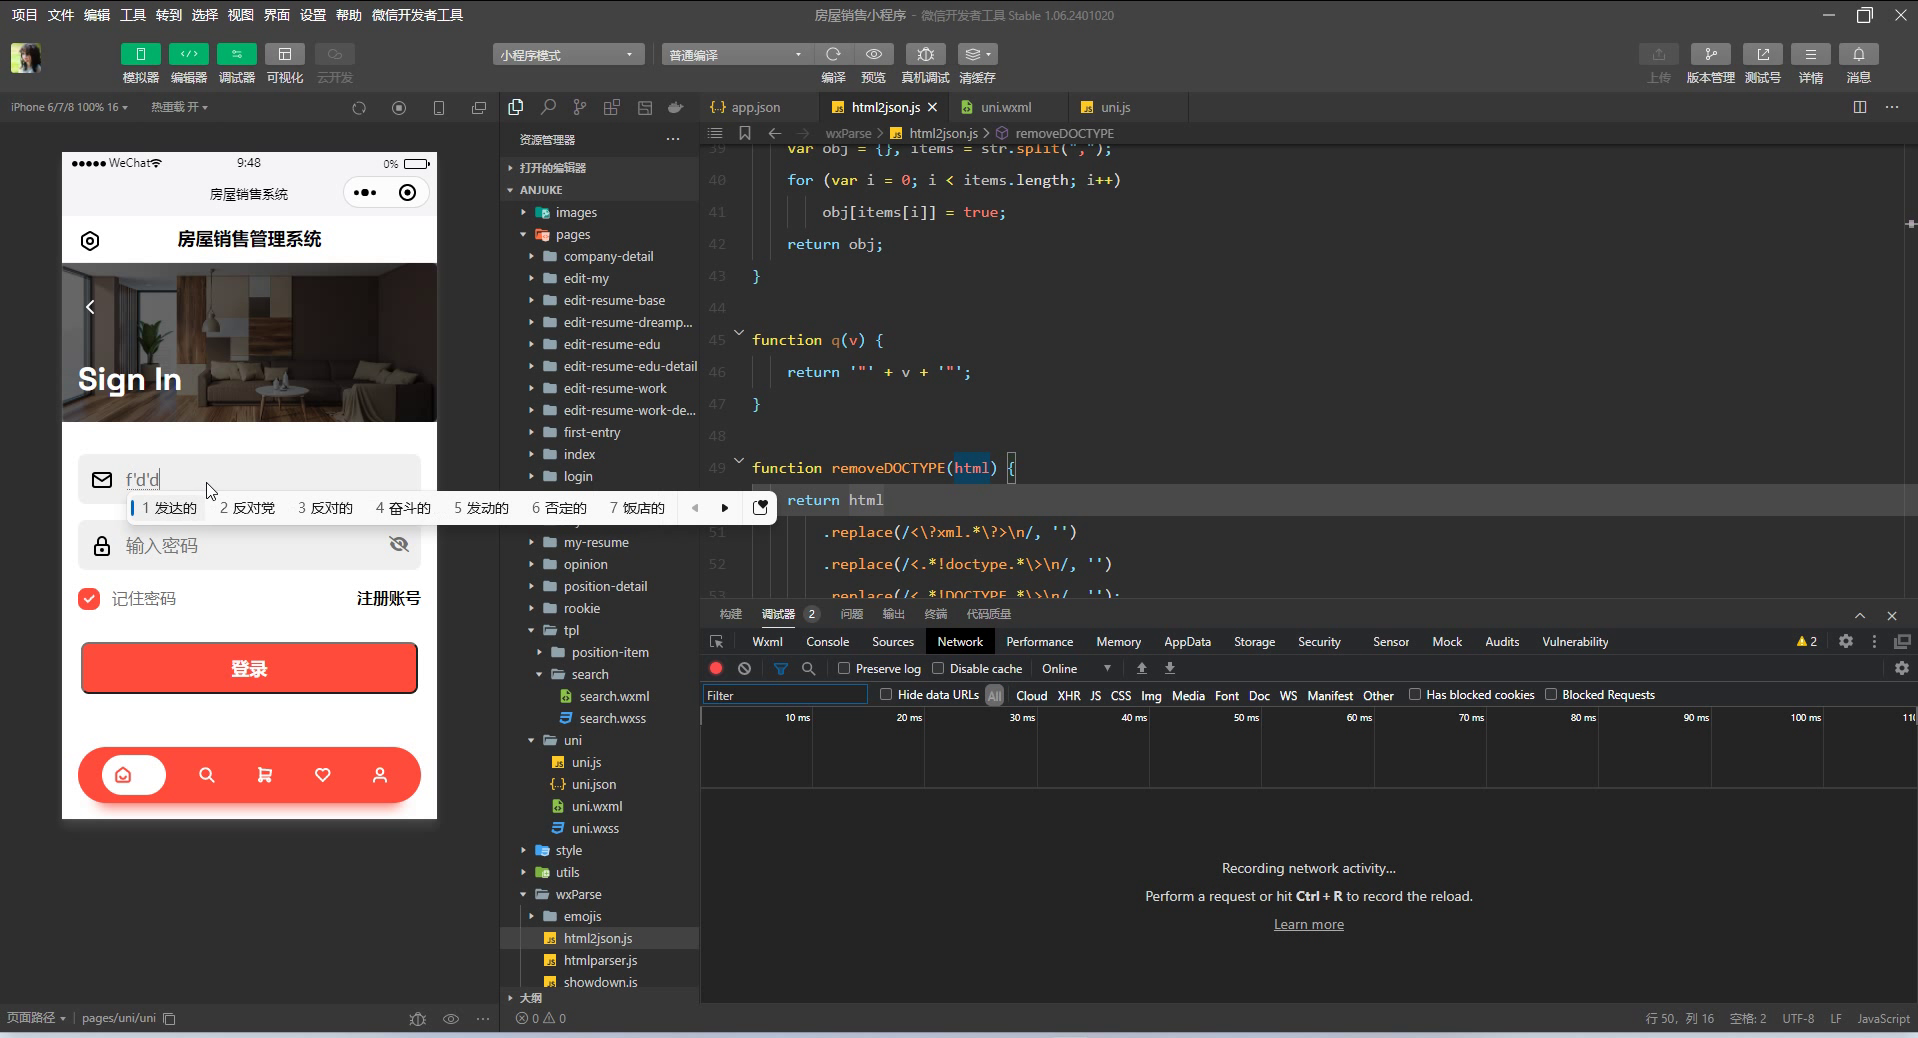 项目 文件 编辑 工具 转到 选择 视图 界面 设置 帮助 微信开发者工具
房屋销售小程序 - 微信开发者工具 Stable 1.06.2401020
小程序模式
普通编译
模拟器 编辑器 调试器 可视化 云开发
编译 预览 真机调试 清缓存
上传 版本管理 测试号 详情 消息
iPhone 6/7/8 100% 16
热重载 开
WeChat
9:48
0%
房屋销售系统
房屋销售管理系统
Sign In
f'd'd
1 发达的 2 反对党 3 反对的 4 奋斗的 5 发动的 6 否定的 7 饭店的
输入密码
记住密码
注册账号
登录
资源管理器
打开的编辑器
ANJUKE
images
pages
company-detail
edit-my
edit-resume-base
edit-resume-dreamp...
edit-resume-edu
edit-resume-edu-detail
edit-resume-work
edit-resume-work-de...
first-entry
index
login
my-resume
opinion
position-detail
rookie
tpl
position-item
search
search.wxml
search.wxss
uni
uni.js
uni.json
uni.wxml
uni.wxss
style
utils
wxParse
emojis
html2json.js
htmlparser.js
showdown.js
大纲
app.json
html2json.js
uni.wxml
uni.js
wxParse > html2json.js > removeDOCTYPE
39 var obj = {}, items = str.split(",");
40 for (var i = 0; i < items.length; i++)
41 obj[items[i]] = true;
42 return obj;
43 }
44
45 function q(v) {
46 return '"' + v + '"';
47 }
48
49 function removeDOCTYPE(html) {
return html
51 .replace(/<\?xml.*\?>\n/, '')
52 .replace(/<.*!doctype.*\>\n/, '')
53 .replace(/<.*!DOCTYPE.*\>\n/, '');
构建 调试器 2 问题 输出 终端 代码质量
Wxml Console Sources Network Performance Memory AppData Storage Security Sensor Mock Audits Vulnerability
2
Preserve log Disable cache Online
Filter
Hide data URLs All Cloud XHR JS CSS Img Media Font Doc WS Manifest Other Has blocked cookies Blocked Requests
10 ms 20 ms 30 ms 40 ms 50 ms 60 ms 70 ms 80 ms 90 ms 100 ms
Recording network activity...
Perform a request or hit Ctrl + R to record the reload.
Learn more
页面路径 pages/uni/uni
0 0
行 50，列 16 空格: 2 UTF-8 LF JavaScript